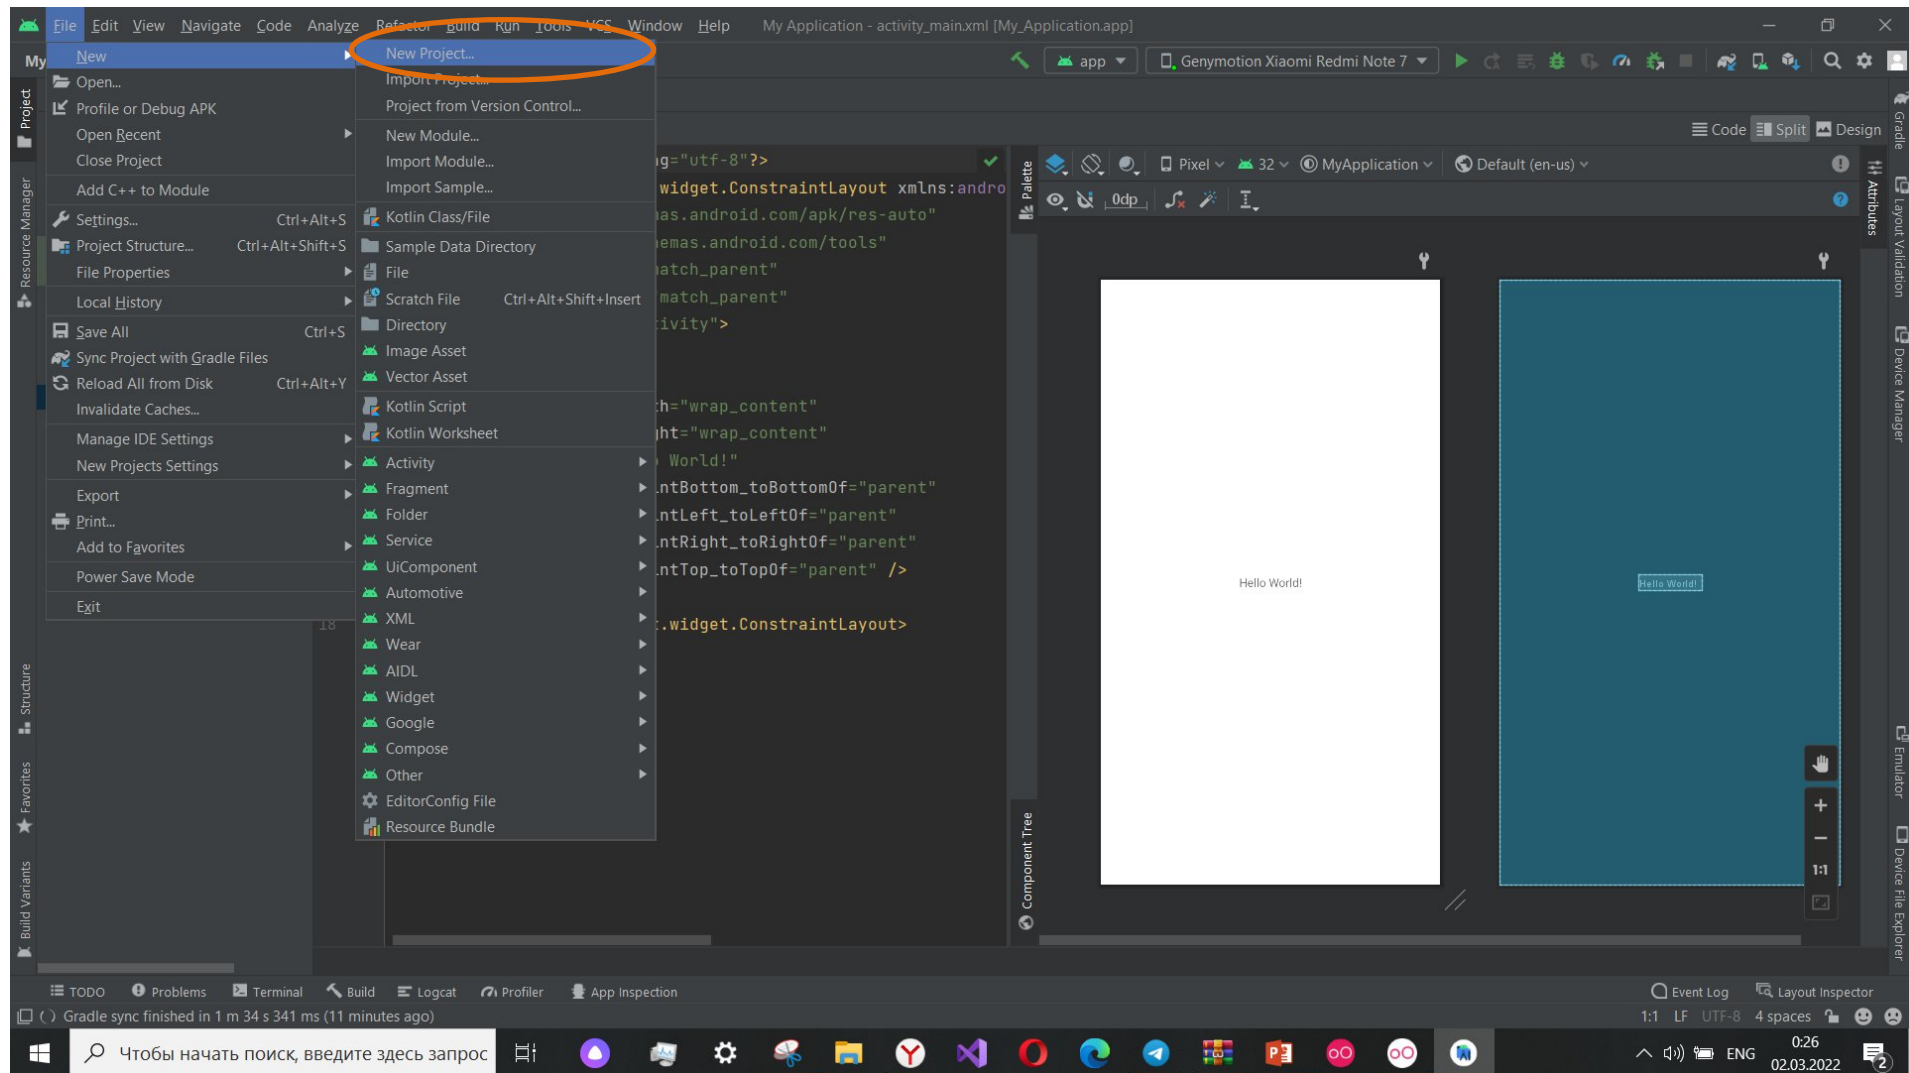 File Edit View Navigate Code Analyze Refactor Build Run Tools VCS Window Help My Application - activity_main.xml [My_Application.app]
My
app
Genymotion Xiaomi Redmi Note 7
New
Open...
Profile or Debug APK
Open Recent
Close Project
Add C++ to Module
Settings... Ctrl+Alt+S
Project Structure... Ctrl+Alt+Shift+S
File Properties
Local History
Save All Ctrl+S
Sync Project with Gradle Files
Reload All from Disk Ctrl+Alt+Y
Invalidate Caches...
Manage IDE Settings
New Projects Settings
Export
Print...
Add to Favorites
Power Save Mode
Exit
New Project...
Import Project...
Project from Version Control...
New Module...
Import Module...
Import Sample...
Kotlin Class/File
Sample Data Directory
File
Scratch File Ctrl+Alt+Shift+Insert
Directory
Image Asset
Vector Asset
Kotlin Script
Kotlin Worksheet
Activity
Fragment
Folder
Service
UiComponent
Automotive
XML
Wear
AIDL
Widget
Google
Compose
Other
EditorConfig File
Resource Bundle
g="utf-8"?>
widget.ConstraintLayout xmlns:andro
as.android.com/apk/res-auto"
emas.android.com/tools"
atch_parent"
match_parent"
ivity">
h="wrap_content"
ht="wrap_content"
World!"
ntBottom_toBottomOf="parent"
ntLeft_toLeftOf="parent"
ntRight_toRightOf="parent"
ntTop_toTopOf="parent" />
18
.widget.ConstraintLayout>
Code Split Design
Pixel 32 MyApplication Default (en-us)
0dp
Hello World!
Hello World!
1:1
Project
Resource Manager
Structure
Favorites
Build Variants
Palette
Component Tree
Attributes
Gradle
Layout Validation
Device Manager
Emulator
Device File Explorer
TODO Problems Terminal Build Logcat Profiler App Inspection Event Log Layout Inspector
Gradle sync finished in 1 m 34 s 341 ms (11 minutes ago) 1:1 LF UTF-8 4 spaces
Чтобы начать поиск, введите здесь запрос
ENG
0:26
02.03.2022
2